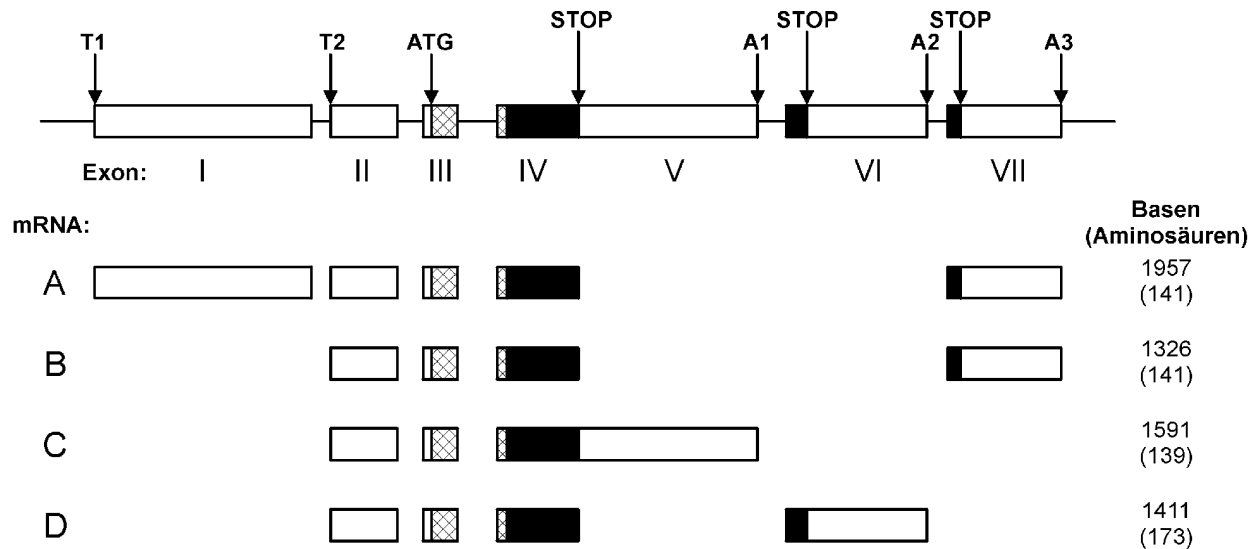 STOP STOP STOP
T1 T2 ATG A1 A2 A3
Exon: I II III IV V VI VII
mRNA:
Basen
(Aminosäuren)
A 1957
(141)
B 1326
(141)
C 1591
(139)
D 1411
(173)